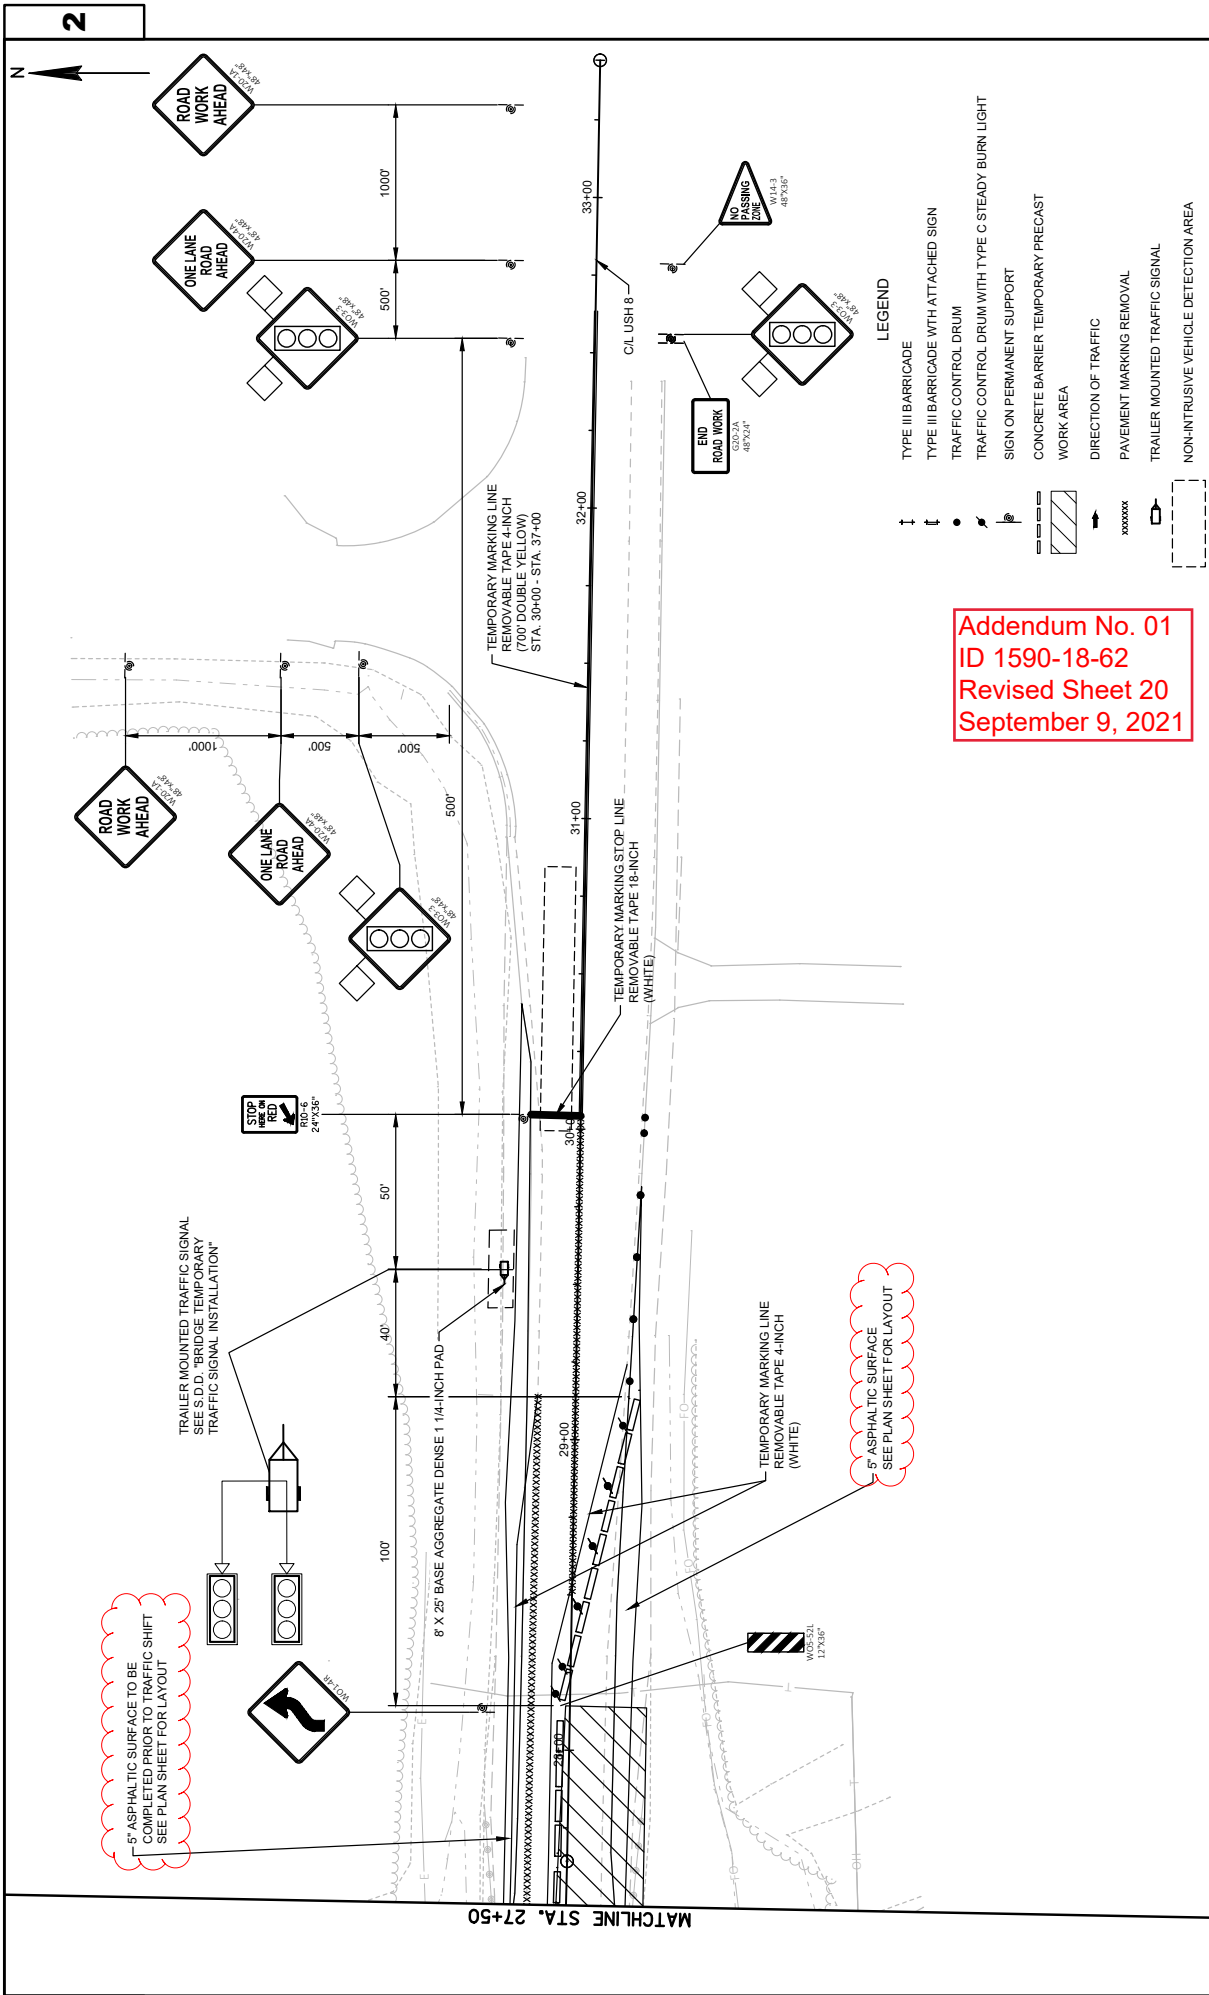 2
N
ROAD
WORK
AHEAD
W20-1A
48"X48"
ONE LANE
ROAD
AHEAD
W20-4A
48"X48"
WO3-3
48"X48"
1000'
500'
500'
33+00
C/L USH 8
32+00
31+00
30+0
29+00
28+00
NO
PASSING
ZONE
W14-3
48"X36"
WO3-3
48"X48"
END
ROAD WORK
G20-2A
48"X24"
TEMPORARY MARKING LINE
REMOVABLE TAPE 4-INCH
(700' DOUBLE YELLOW)
STA. 30+00 - STA. 37+00
ROAD
WORK
AHEAD
W20-1A
48"X48"
ONE LANE
ROAD
AHEAD
W20-4A
48"X48"
WO3-3
48"X48"
1000'
500'
500'
TEMPORARY MARKING STOP LINE
REMOVABLE TAPE 18-INCH
(WHITE)
STOP
HERE ON
RED
R10-6
24"X36"
50'
40'
100'
TRAILER MOUNTED TRAFFIC SIGNAL
SEE S.D.D. "BRIDGE TEMPORARY
TRAFFIC SIGNAL INSTALLATION"
8' X 25' BASE AGGREGATE DENSE 1 1/4-INCH PAD
5" ASPHALTIC SURFACE TO BE
COMPLETED PRIOR TO TRAFFIC SHIFT
SEE PLAN SHEET FOR LAYOUT
WO1-4R
TEMPORARY MARKING LINE
REMOVABLE TAPE 4-INCH
(WHITE)
5" ASPHALTIC SURFACE
SEE PLAN SHEET FOR LAYOUT
WO5-52L
12"X36"
MATCHLINE STA. 27+50
LEGEND
TYPE III BARRICADE
TYPE III BARRICADE WTH ATTACHED SIGN
TRAFFIC CONTROL DRUM
TRAFFIC CONTROL DRUM WITH TYPE C STEADY BURN LIGHT
SIGN ON PERMANENT SUPPORT
CONCRETE BARRIER TEMPORARY PRECAST
WORK AREA
DIRECTION OF TRAFFIC
PAVEMENT MARKING REMOVAL
TRAILER MOUNTED TRAFFIC SIGNAL
NON-INTRUSIVE VEHICLE DETECTION AREA
Addendum No. 01
ID 1590-18-62
Revised Sheet 20
September 9, 2021